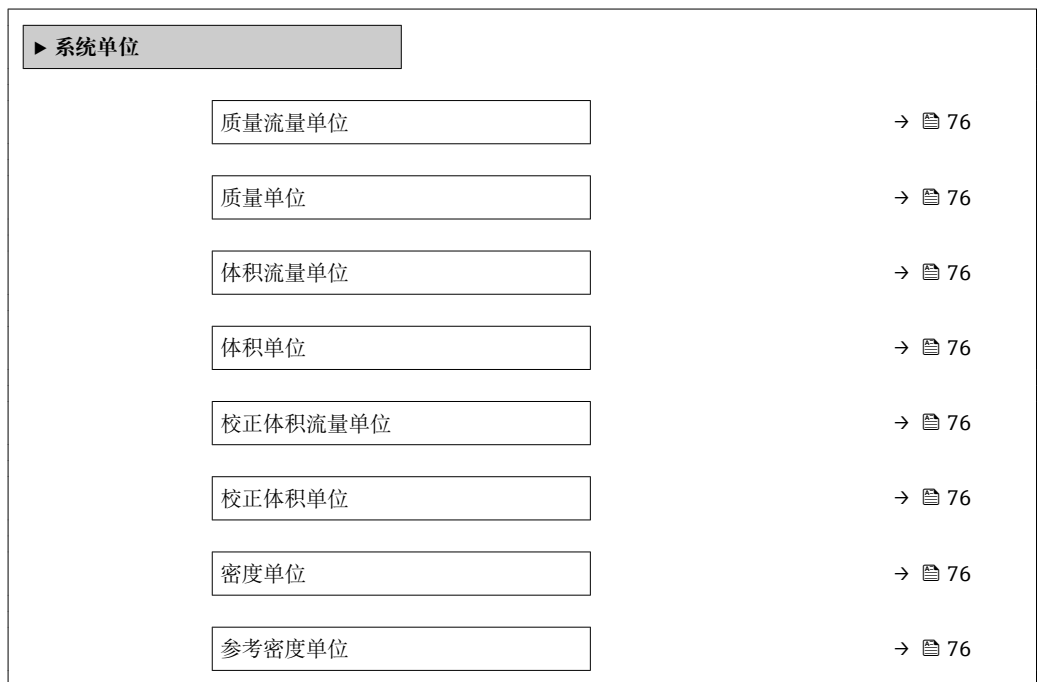 ▶ 系统单位
质量流量单位 → 🖹 76
质量单位 → 🖹 76
体积流量单位 → 🖹 76
体积单位 → 🖹 76
校正体积流量单位 → 🖹 76
校正体积单位 → 🖹 76
密度单位 → 🖹 76
参考密度单位 → 🖹 76